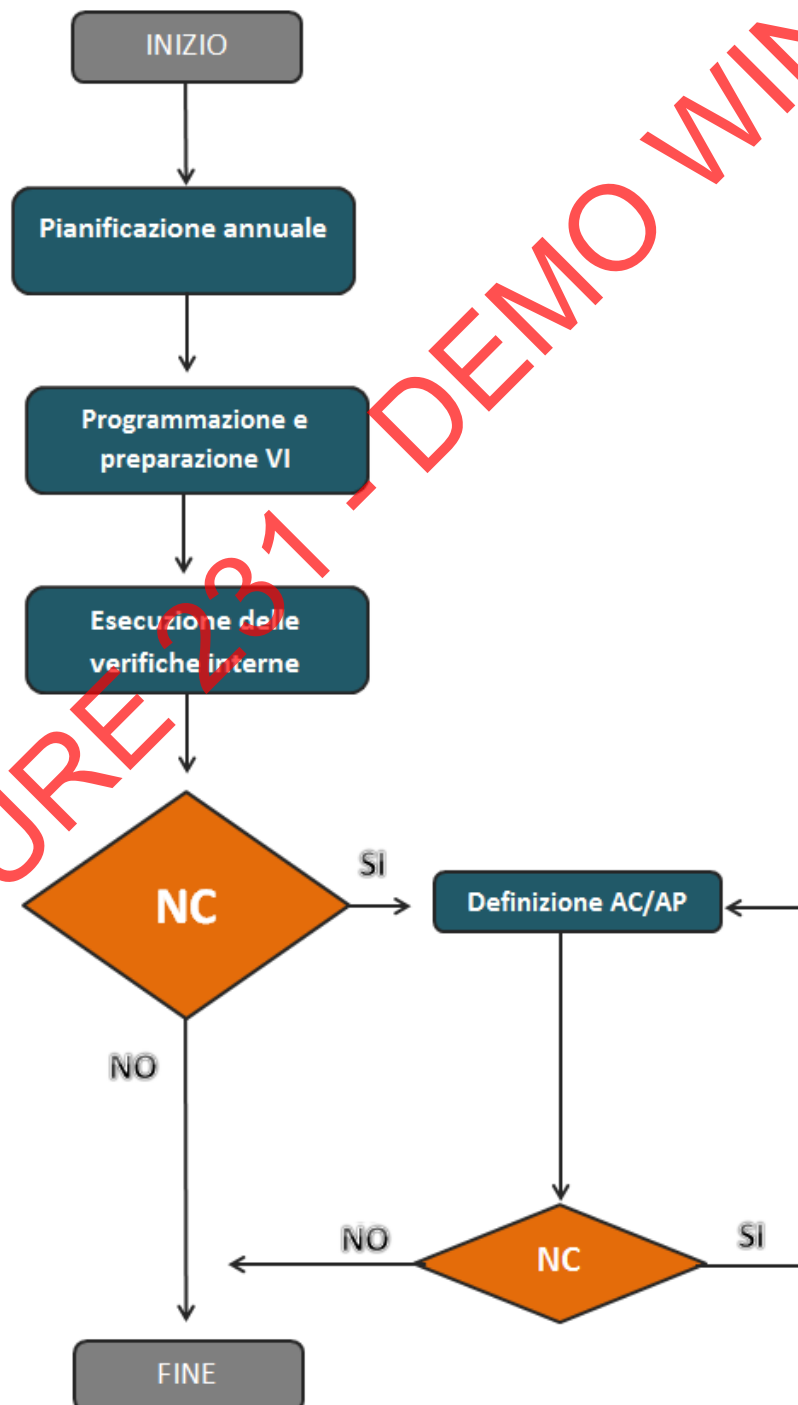 INIZIO
Pianificazione annuale
Programmazione e
preparazione VI
Esecuzione delle
verifiche interne
NC
SI
Definizione AC/AP
NO
NO
NC
SI
FINE
URE 231 - DEMO WIN